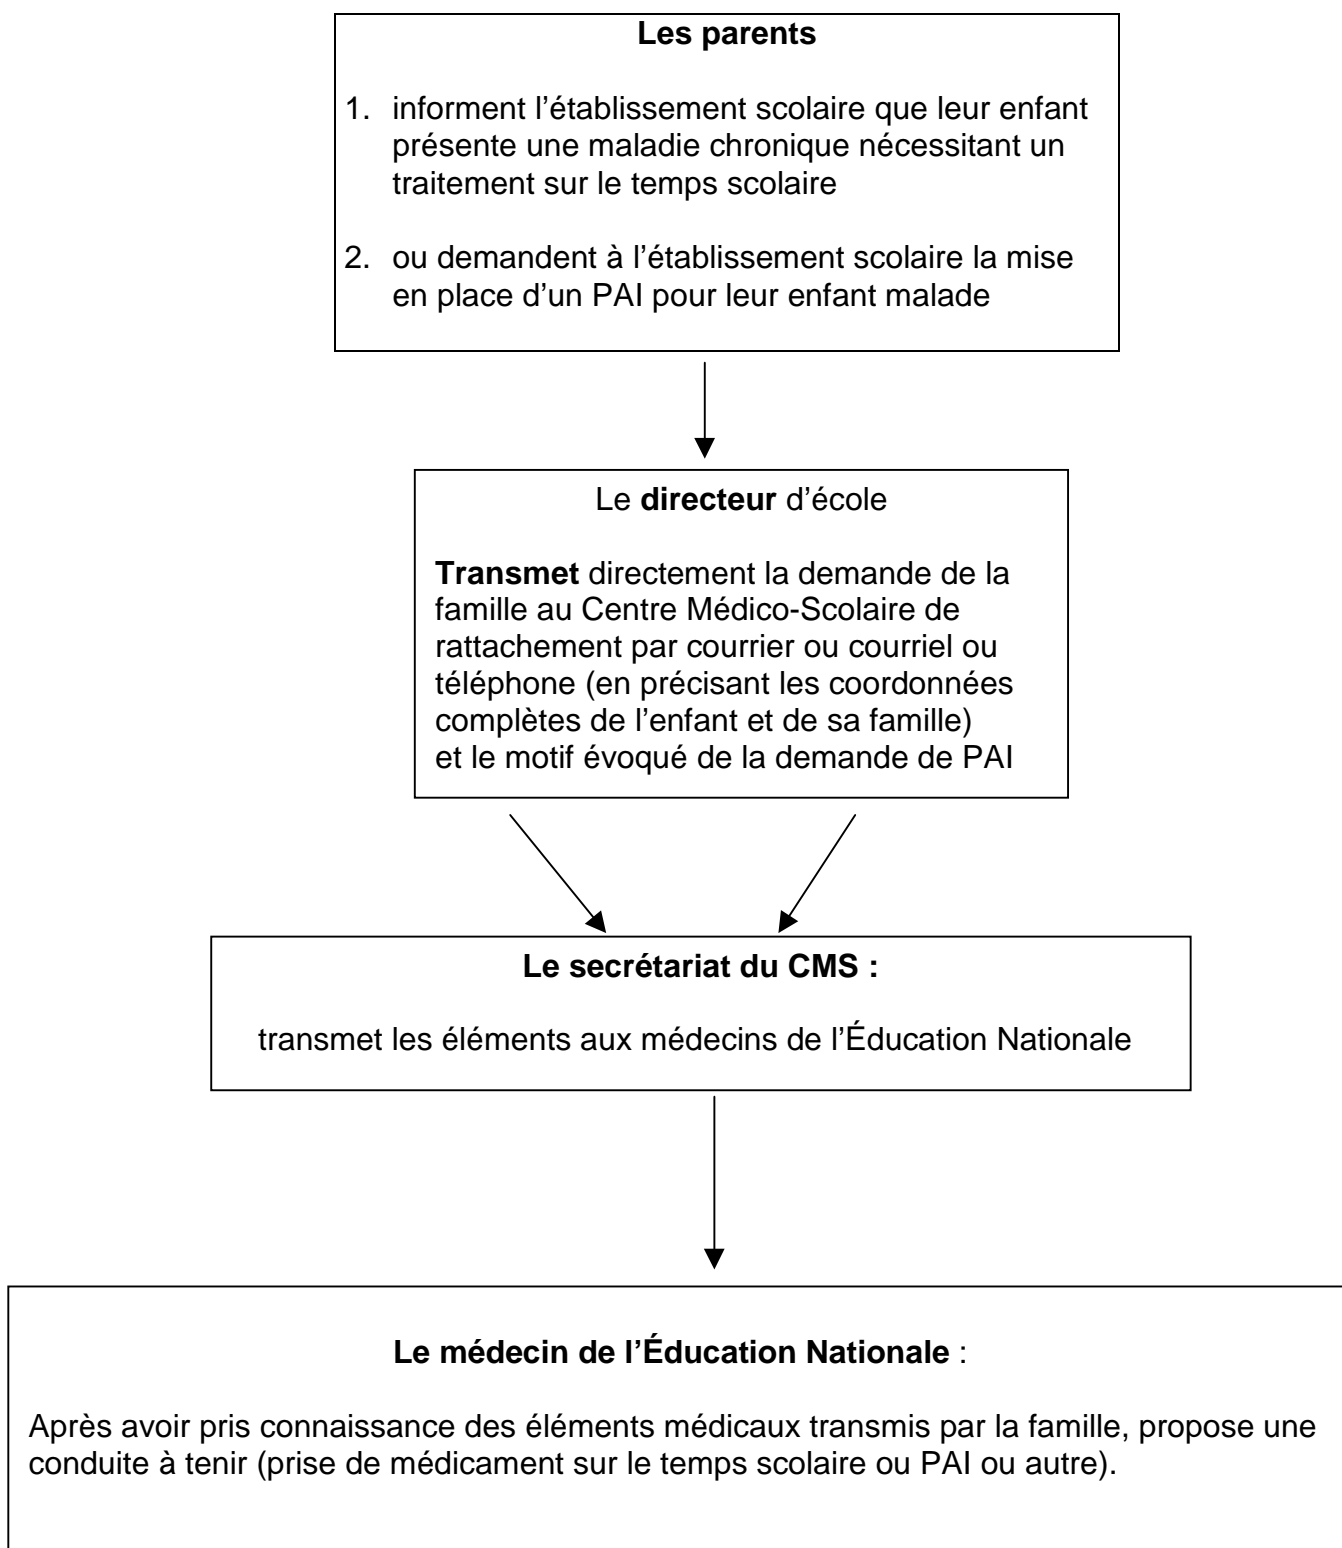 Les parents
1. informent l’établissement scolaire que leur enfant
présente une maladie chronique nécessitant un
traitement sur le temps scolaire
2. ou demandent à l’établissement scolaire la mise
en place d’un PAI pour leur enfant malade
Le directeur d’école
Transmet directement la demande de la
famille au Centre Médico-Scolaire de
rattachement par courrier ou courriel ou
téléphone (en précisant les coordonnées
complètes de l’enfant et de sa famille)
et le motif évoqué de la demande de PAI
Le secrétariat du CMS :
transmet les éléments aux médecins de l’Éducation Nationale
Le médecin de l’Éducation Nationale :
Après avoir pris connaissance des éléments médicaux transmis par la famille, propose une
conduite à tenir (prise de médicament sur le temps scolaire ou PAI ou autre).